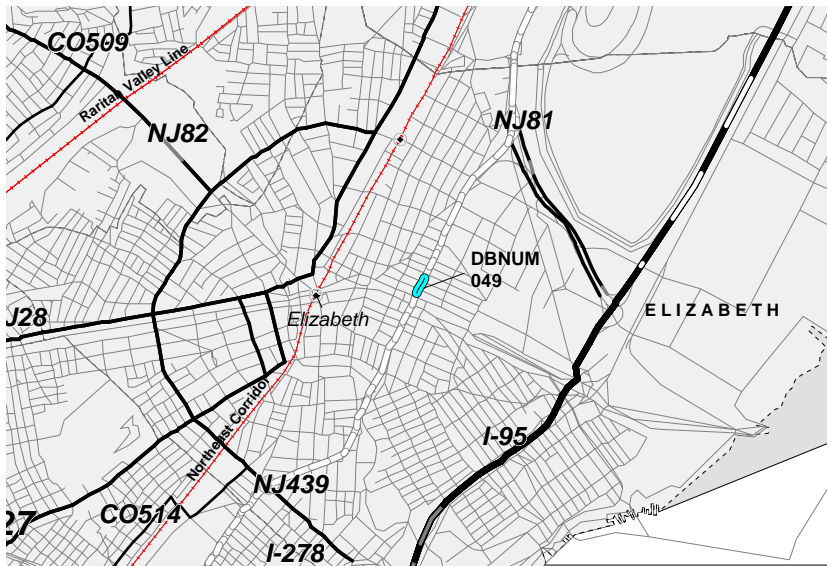 CO509
Raritan Valley Line
NJ82
NJ81
DBNUM
049
ELIZABETH
J28
Elizabeth
Northeast Corridor
I-95
NJ439
CO514
27
I-278